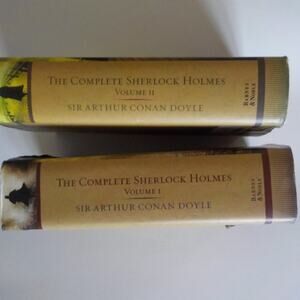 THE COMPLETE SHERLOCK HOLMES
VOLUME II
SIR ARTHUR CONAN DOYLE
BARNES
& NOBLE
THE COMPLETE SHERLOCK HOLMES
VOLUME I
SIR ARTHUR CONAN DOYLE
BARNES
& NOBLE